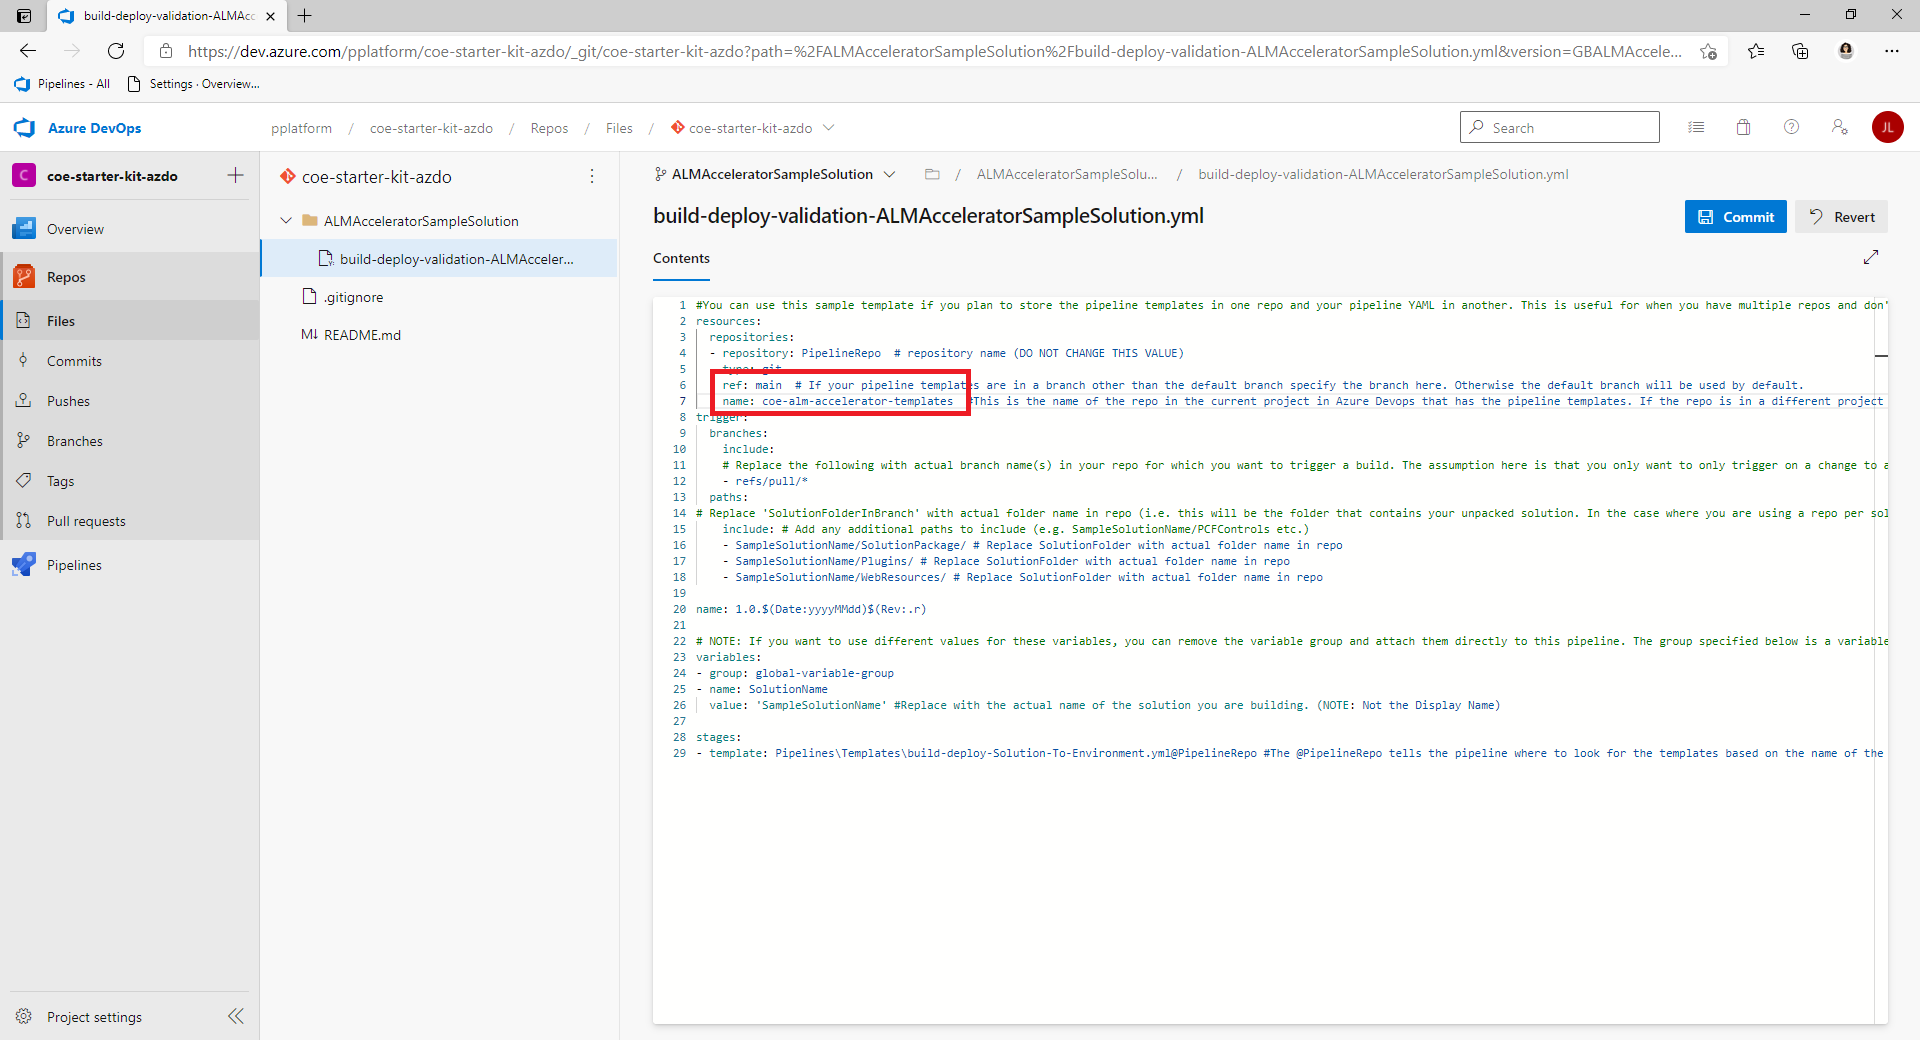 build-deploy-validation-ALMAcc
https://dev.azure.com/pplatform/coe-starter-kit-azdo/_git/coe-starter-kit-azdo?path=%2FALMAcceleratorSampleSolution%2Fbuild-deploy-validation-ALMAcceleratorSampleSolution.yml&version=GBALMAccele...
Pipelines - All Settings · Overview...
Azure DevOps pplatform / coe-starter-kit-azdo / Repos / Files / coe-starter-kit-azdo Search JL
C coe-starter-kit-azdo
Overview
Repos
Files
Commits
Pushes
Branches
Tags
Pull requests
Pipelines
Project settings
coe-starter-kit-azdo
ALMAcceleratorSampleSolution
build-deploy-validation-ALMAcceler...
.gitignore
M↓ README.md
ALMAcceleratorSampleSolution / ALMAcceleratorSampleSolu... / build-deploy-validation-ALMAcceleratorSampleSolution.yml
build-deploy-validation-ALMAcceleratorSampleSolution.yml
Commit Revert
Contents
1 #You can use this sample template if you plan to store the pipeline templates in one repo and your pipeline YAML in another. This is useful for when you have multiple repos and don'
2 resources:
3 repositories:
4 - repository: PipelineRepo # repository name (DO NOT CHANGE THIS VALUE)
5 type: git
6 ref: main # If your pipeline templates are in a branch other than the default branch specify the branch here. Otherwise the default branch will be used by default.
7 name: coe-alm-accelerator-templates #This is the name of the repo in the current project in Azure Devops that has the pipeline templates. If the repo is in a different project
8 trigger:
9 branches:
10 include:
11 # Replace the following with actual branch name(s) in your repo for which you want to trigger a build. The assumption here is that you only want to only trigger on a change to a
12 - refs/pull/*
13 paths:
14 # Replace 'SolutionFolderInBranch' with actual folder name in repo (i.e. this will be the folder that contains your unpacked solution. In the case where you are using a repo per sol
15 include: # Add any additional paths to include (e.g. SampleSolutionName/PCFControls etc.)
16 - SampleSolutionName/SolutionPackage/ # Replace SolutionFolder with actual folder name in repo
17 - SampleSolutionName/Plugins/ # Replace SolutionFolder with actual folder name in repo
18 - SampleSolutionName/WebResources/ # Replace SolutionFolder with actual folder name in repo
19
20 name: 1.0.$(Date:yyyyMMdd)$(Rev:.r)
21
22 # NOTE: If you want to use different values for these variables, you can remove the variable group and attach them directly to this pipeline. The group specified below is a variable
23 variables:
24 - group: global-variable-group
25 - name: SolutionName
26 value: 'SampleSolutionName' #Replace with the actual name of the solution you are building. (NOTE: Not the Display Name)
27
28 stages:
29 - template: Pipelines\Templates\build-deploy-Solution-To-Environment.yml@PipelineRepo #The @PipelineRepo tells the pipeline where to look for the templates based on the name of the